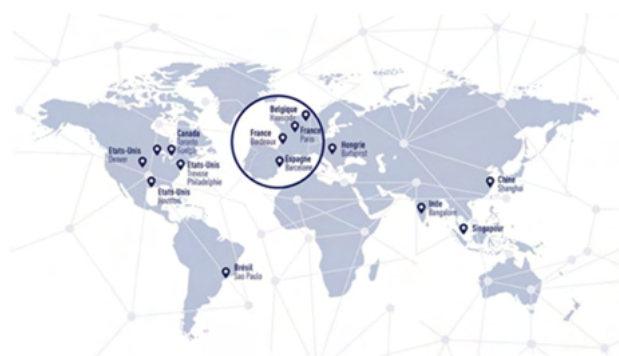 Belgique
France
Bordeaux
France
Paris
Espagne
Barcelone
Hongrie
Budapest
Canada
Toronto
Guelph
Etats-Unis
Denver
Etats-Unis
Trevose
Philadelphie
Etats-Unis
Chine
Shanghai
Inde
Bangalore
Singapour
Brésil
Sao Paulo